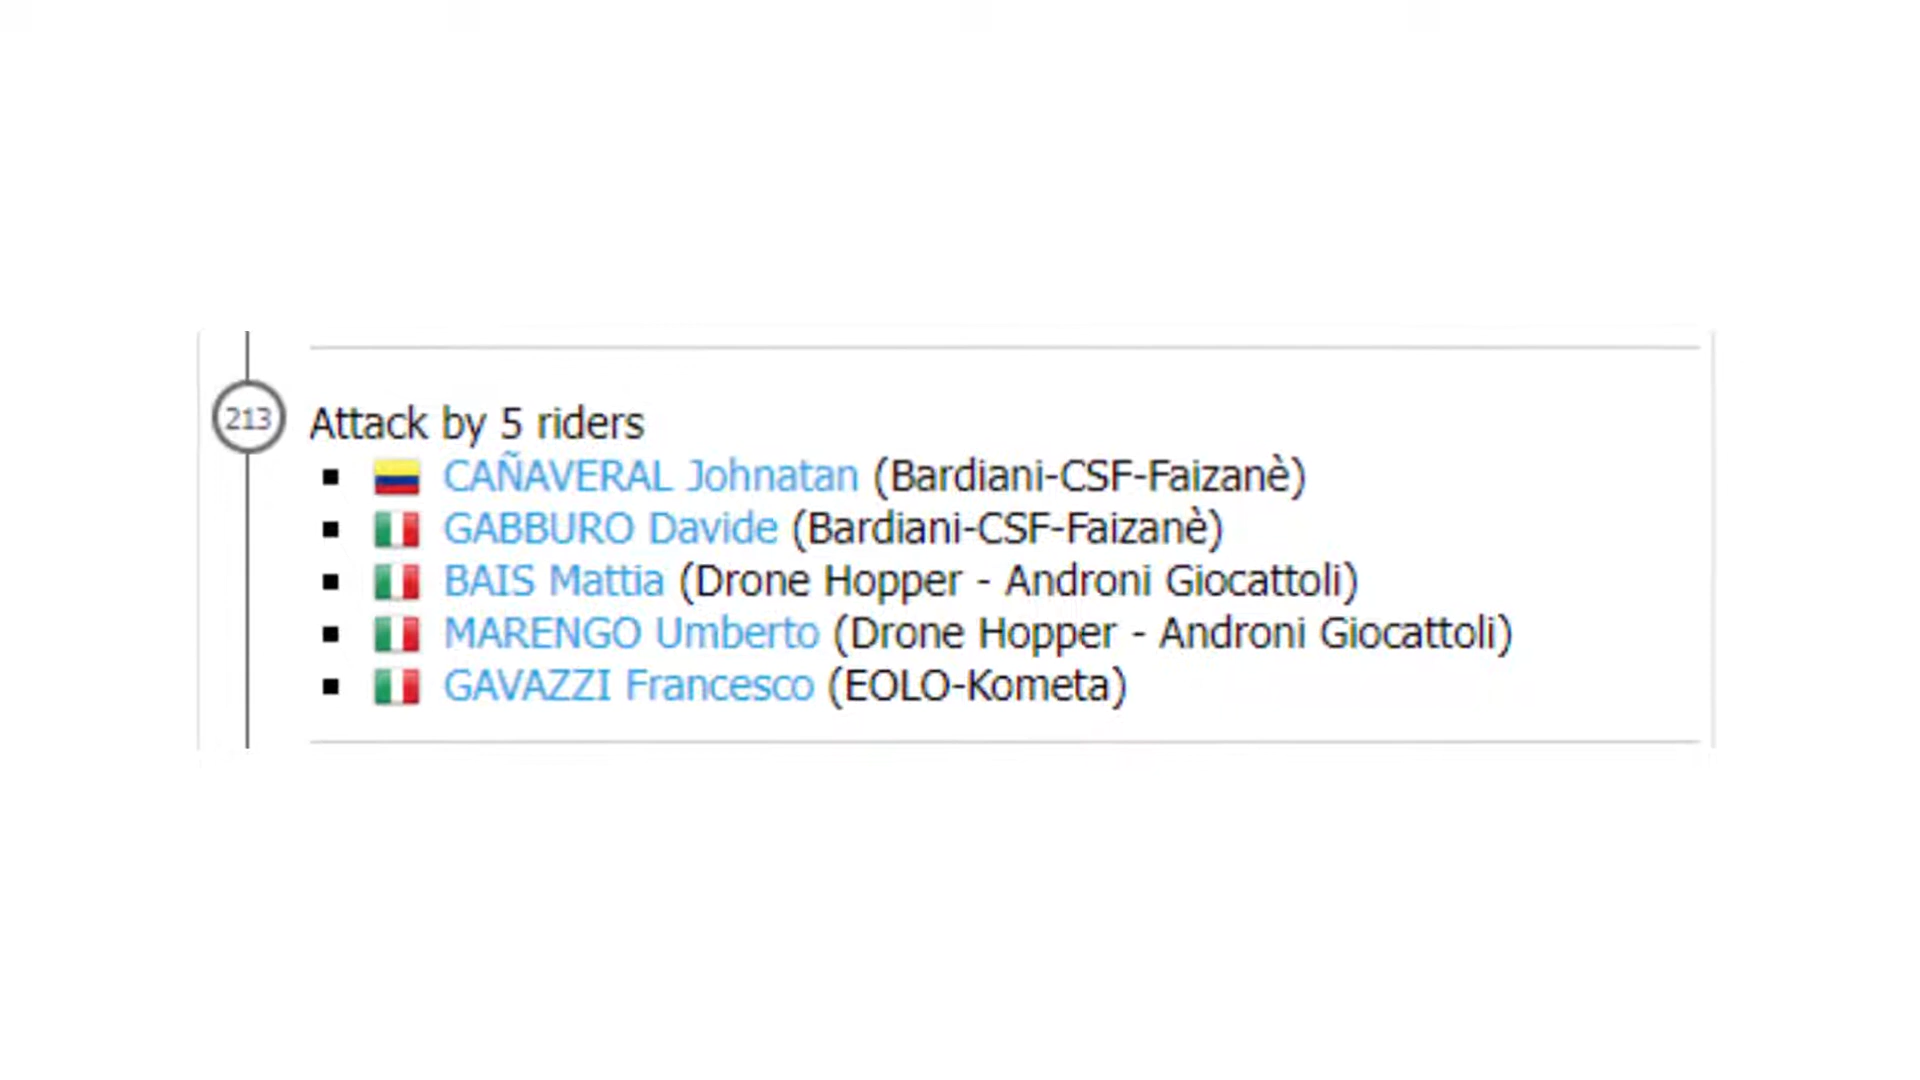 213
Attack by 5 riders
CAÑAVERAL Johnatan (Bardiani-CSF-Faizanè)
GABBURO Davide (Bardiani-CSF-Faizanè)
BAIS Mattia (Drone Hopper - Androni Giocattoli)
MARENGO Umberto (Drone Hopper - Androni Giocattoli)
GAVAZZI Francesco (EOLO-Kometa)